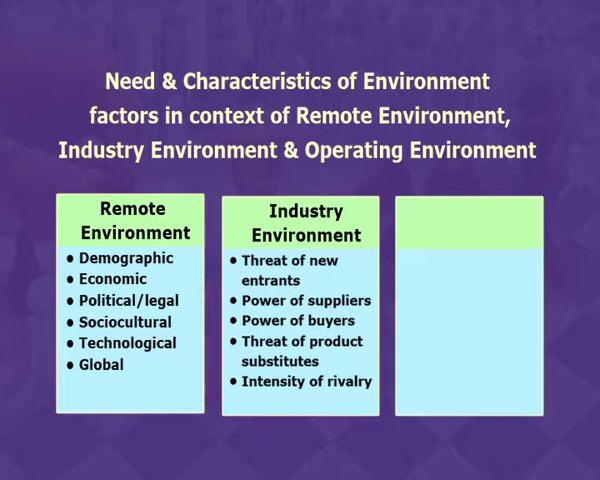 Need & Characteristics of Environment
factors in context of Remote Environment,
Industry Environment & Operating Environment
Remote
Environment
• Demographic
• Economic
• Political/legal
• Sociocultural
• Technological
• Global
Industry
Environment
• Threat of new
entrants
• Power of suppliers
• Power of buyers
• Threat of product
substitutes
• Intensity of rivalry